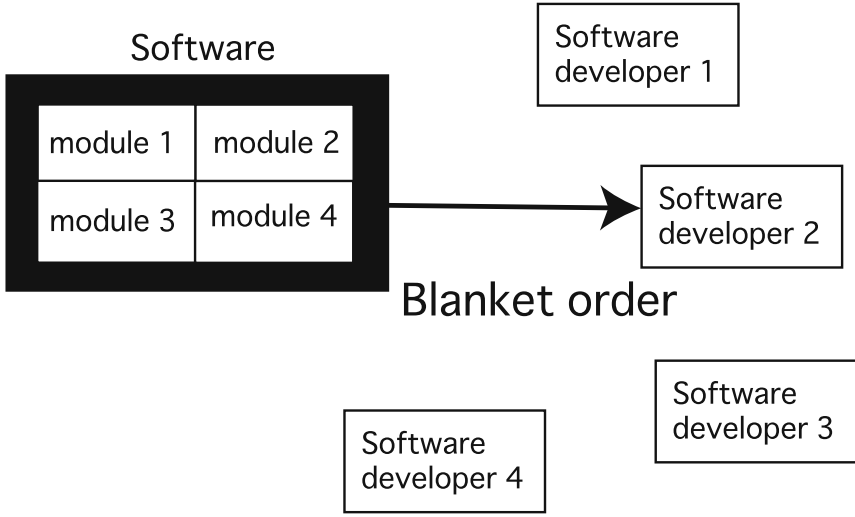 Software
module 1
module 2
module 3
module 4
Blanket order
Software
developer 1
Software
developer 2
Software
developer 3
Software
developer 4